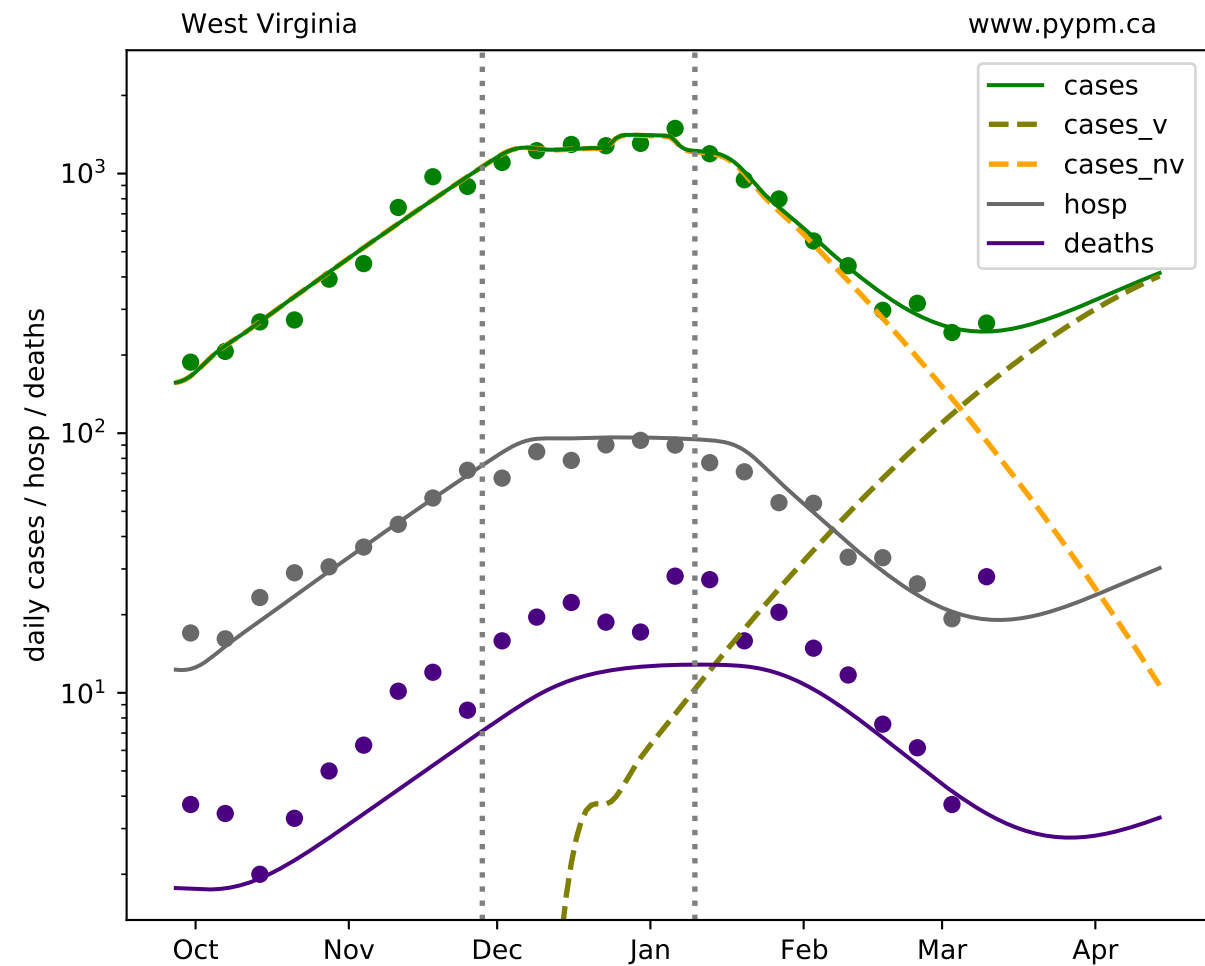 West Virginia
www.pypm.ca
cases
cases_v
cases_nv
hosp
deaths
daily cases / hosp / deaths
10³
10²
10¹
Oct Nov Dec Jan Feb Mar Apr